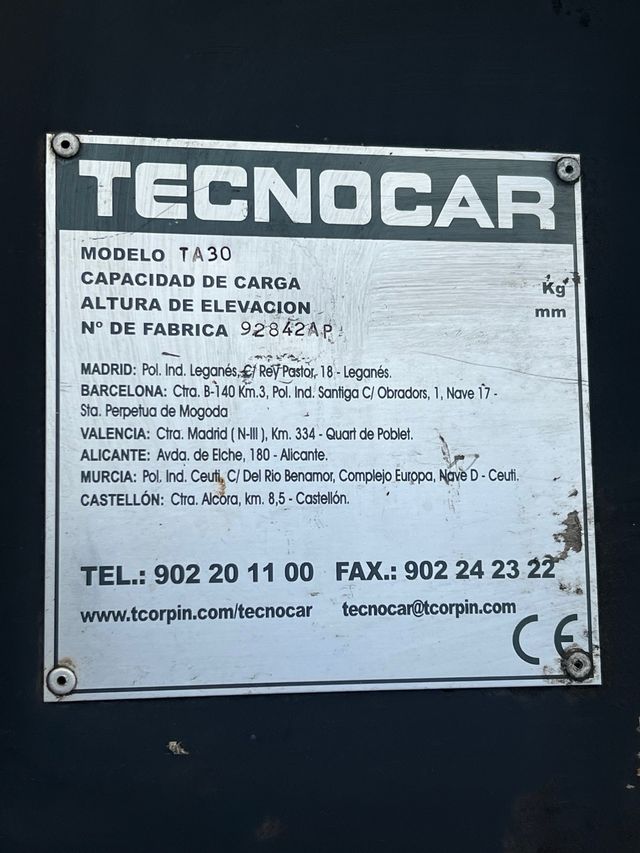 TECNOCAR
MODELO TA30
CAPACIDAD DE CARGA Kg
ALTURA DE ELEVACION mm
Nº DE FABRICA 92842AP
MADRID: Pol. Ind. Leganés, C/ Rey Pastor, 18 - Leganés.
BARCELONA: Ctra. B-140 Km.3, Pol. Ind. Santiga C/ Obradors, 1, Nave 17 -
Sta. Perpetua de Mogoda
VALENCIA: Ctra. Madrid ( N-III ), Km. 334 - Quart de Poblet.
ALICANTE: Avda. de Elche, 180 - Alicante.
MURCIA: Pol. Ind. Ceuti, C/ Del Rio Benamor, Complejo Europa, Nave D - Ceuti.
CASTELLÓN: Ctra. Alcora, km. 8,5 - Castellón.
TEL.: 902 20 11 00 FAX.: 902 24 23 22
www.tcorpin.com/tecnocar tecnocar@tcorpin.com
CE